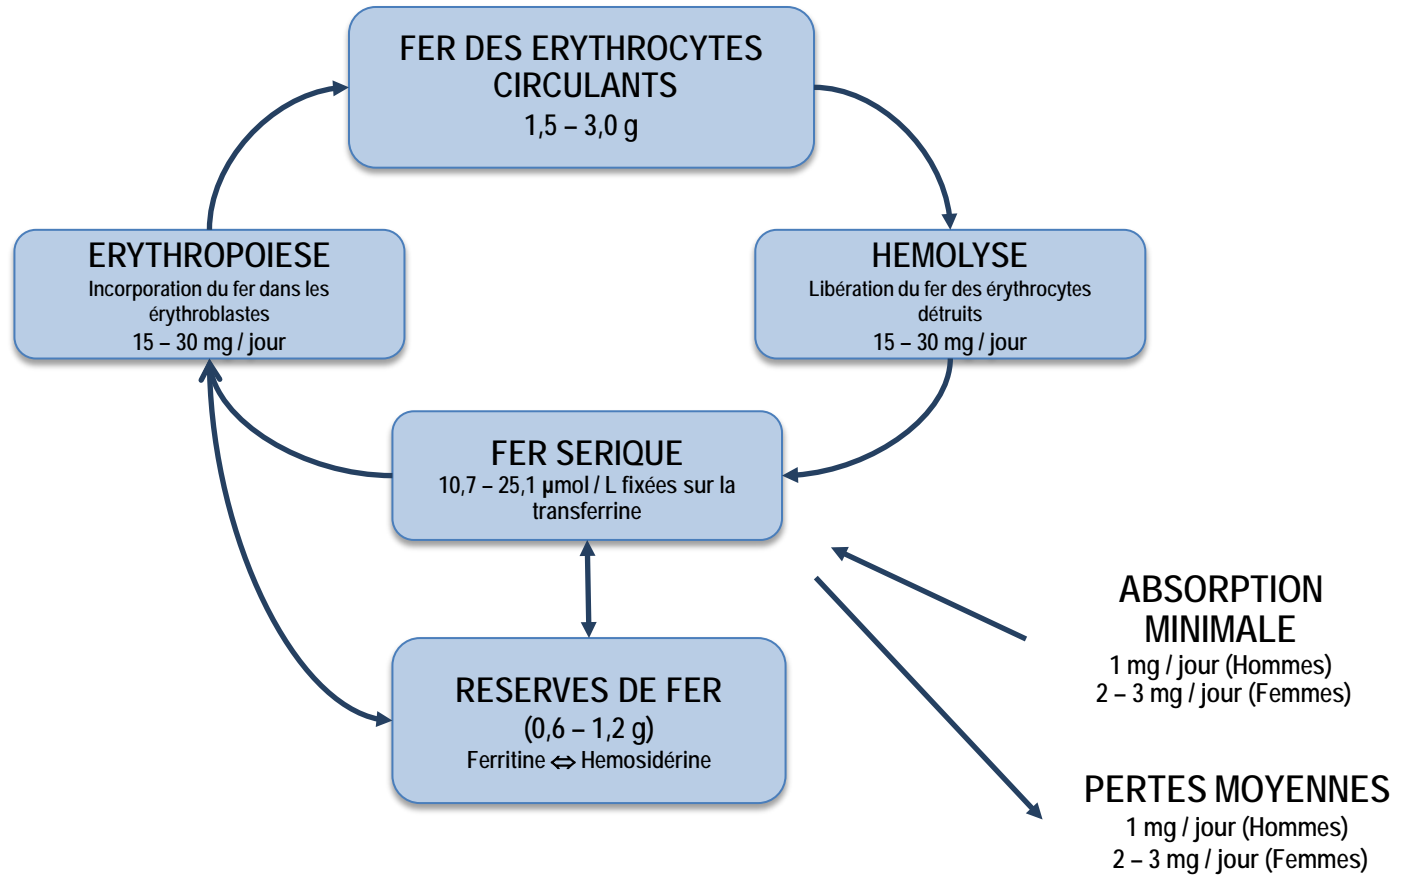 FER DES ERYTHROCYTES
CIRCULANTS
1,5 – 3,0 g
ERYTHROPOIESE
Incorporation du fer dans les
érythroblastes
15 – 30 mg / jour
HEMOLYSE
Libération du fer des érythrocytes
détruits
15 – 30 mg / jour
FER SERIQUE
10,7 – 25,1 µmol / L fixées sur la
transferrine
RESERVES DE FER
(0,6 – 1,2 g)
Ferritine ⇔ Hemosidérine
ABSORPTION
MINIMALE
1 mg / jour (Hommes)
2 – 3 mg / jour (Femmes)
PERTES MOYENNES
1 mg / jour (Hommes)
2 – 3 mg / jour (Femmes)